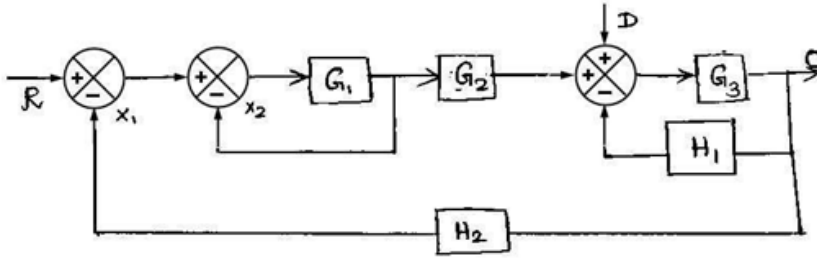 D
+ - + - + + -
R x₁ x₂ G₁ G₂ G₃ C
H₁
H₂